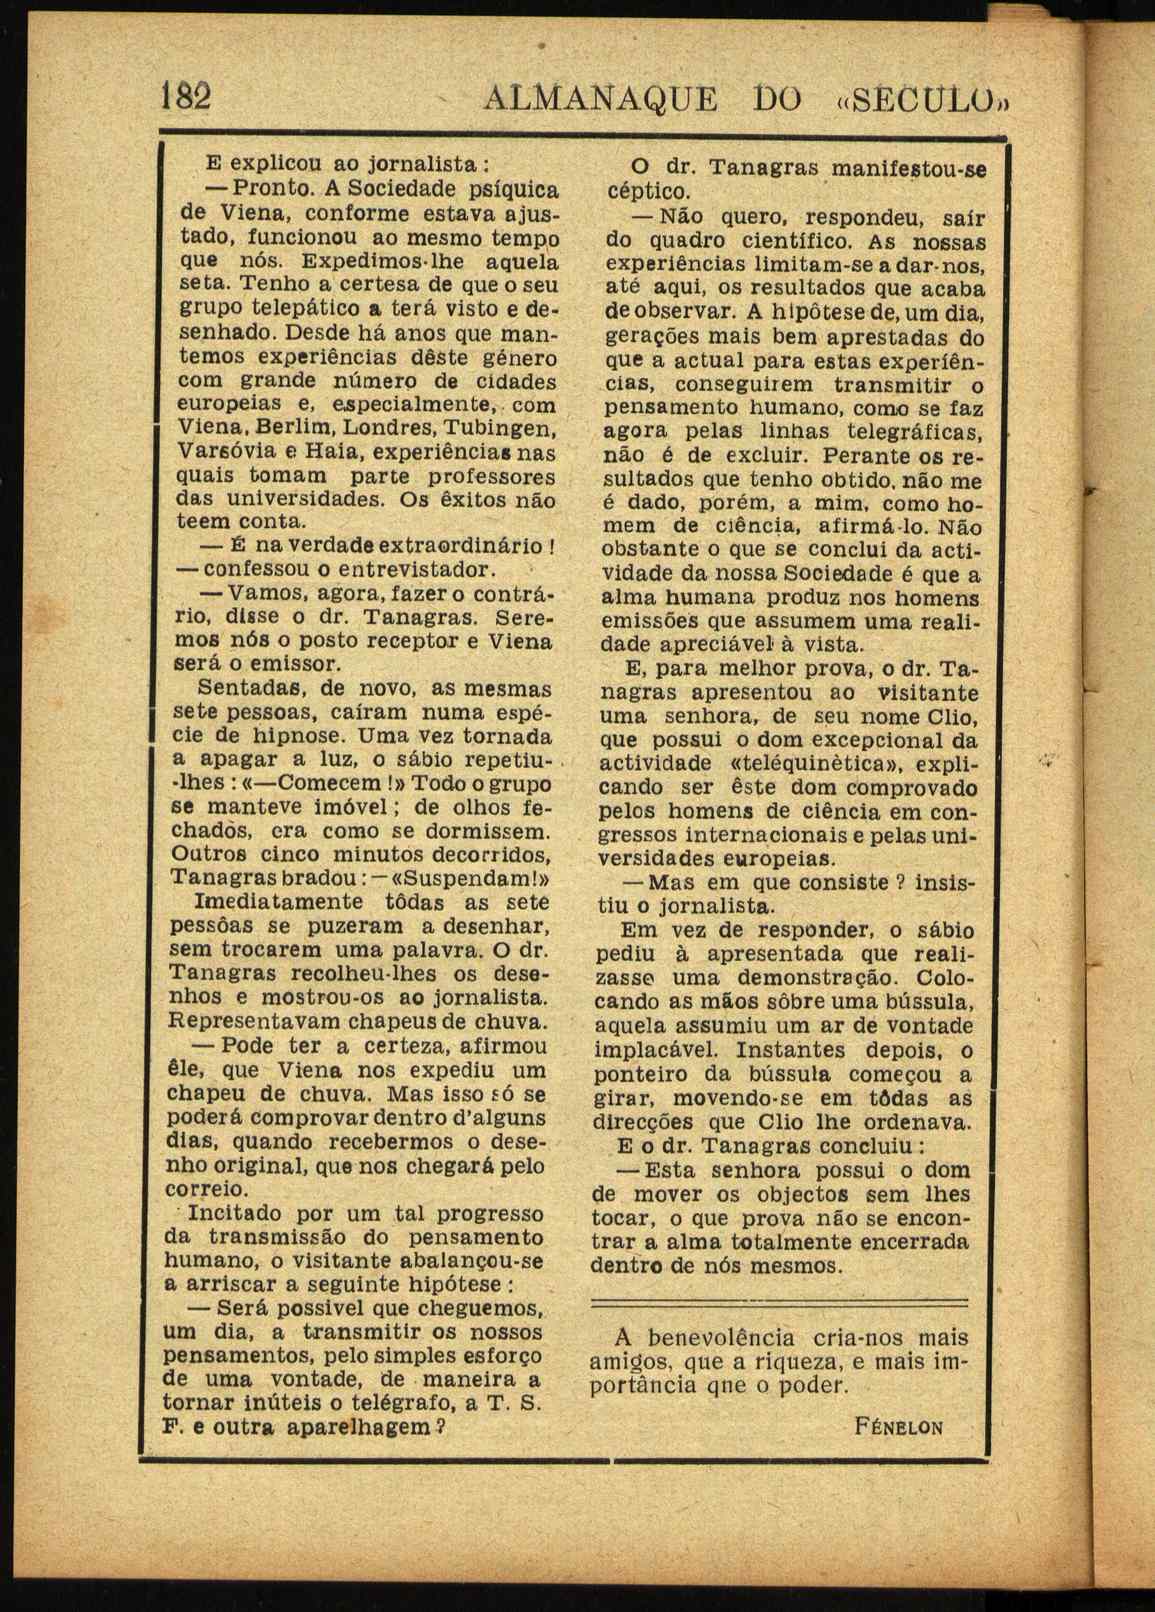 182
ALMANAQUE DO «SÉCULO»
E explicou ao jornalista:
—Pronto. A Sociedade psíquica
de Viena, conforme estava ajus-
tado, funcionou ao mesmo tempo
que nós. Expedimos-lhe aquela
seta. Tenho a certesa de que o seu
grupo telepático a terá visto e de-
senhado. Desde há anos que man-
temos experiências dêste género
com grande número de cidades
europeias e, especialmente, com
Viena, Berlim, Londres, Tubingen,
Varsóvia e Haia, experiências nas
quais tomam parte professores
das universidades. Os êxitos não
teem conta.
— É na verdade extraordinário!
—confessou o entrevistador.
—Vamos, agora, fazer o contrá-
rio, disse o dr. Tanagras. Sere-
mos nós o posto receptor e Viena
será o emissor.
Sentadas, de novo, as mesmas
sete pessoas, caíram numa espé-
cie de hipnose. Uma vez tornada
a apagar a luz, o sábio repetiu-
-lhes: «—Comecem!» Todo o grupo
se manteve imóvel; de olhos fe-
chados, era como se dormissem.
Outros cinco minutos decorridos,
Tanagras bradou: —«Suspendam!»
Imediatamente tôdas as sete
pessôas se puzeram a desenhar,
sem trocarem uma palavra. O dr.
Tanagras recolheu-lhes os dese-
nhos e mostrou-os ao jornalista.
Representavam chapeus de chuva.
—Pode ter a certeza, afirmou
êle, que Viena nos expediu um
chapeu de chuva. Mas isso só se
poderá comprovar dentro d'alguns
dias, quando recebermos o dese-
nho original, que nos chegará pelo
correio.
Incitado por um tal progresso
da transmissão do pensamento
humano, o visitante abalançou-se
a arriscar a seguinte hipótese:
—Será possivel que cheguemos,
um dia, a transmitir os nossos
pensamentos, pelo simples esforço
de uma vontade, de maneira a
tornar inúteis o telégrafo, a T. S.
F. e outra aparelhagem?
O dr. Tanagras manifestou-se
céptico.
—Não quero, respondeu, saír
do quadro científico. As nossas
experiências limitam-se a dar-nos,
até aqui, os resultados que acaba
de observar. A hipôtese de, um dia,
gerações mais bem aprestadas do
que a actual para estas experiên-
cias, conseguirem transmitir o
pensamento humano, como se faz
agora pelas linhas telegráficas,
não é de excluir. Perante os re-
sultados que tenho obtido, não me
é dado, porém, a mim, como ho-
mem de ciência, afirmá-lo. Não
obstante o que se conclui da acti-
vidade da nossa Sociedade é que a
alma humana produz nos homens
emissões que assumem uma reali-
dade apreciável à vista.
E, para melhor prova, o dr. Ta-
nagras apresentou ao visitante
uma senhora, de seu nome Clio,
que possui o dom excepcional da
actividade «teléquinètica», expli-
cando ser êste dom comprovado
pelos homens de ciência em con-
gressos internacionais e pelas uni-
versidades europeias.
—Mas em que consiste? insis-
tiu o jornalista.
Em vez de responder, o sábio
pediu à apresentada que reali-
zasse uma demonstração. Colo-
cando as mãos sôbre uma bússula,
aquela assumiu um ar de vontade
implacável. Instantes depois, o
ponteiro da bússula começou a
girar, movendo-se em tôdas as
direcções que Clio lhe ordenava.
E o dr. Tanagras concluiu:
—Esta senhora possui o dom
de mover os objectos sem lhes
tocar, o que prova não se encon-
trar a alma totalmente encerrada
dentro de nós mesmos.
A benevolência cria-nos mais
amigos, que a riqueza, e mais im-
portância qne o poder.
FÉNELON